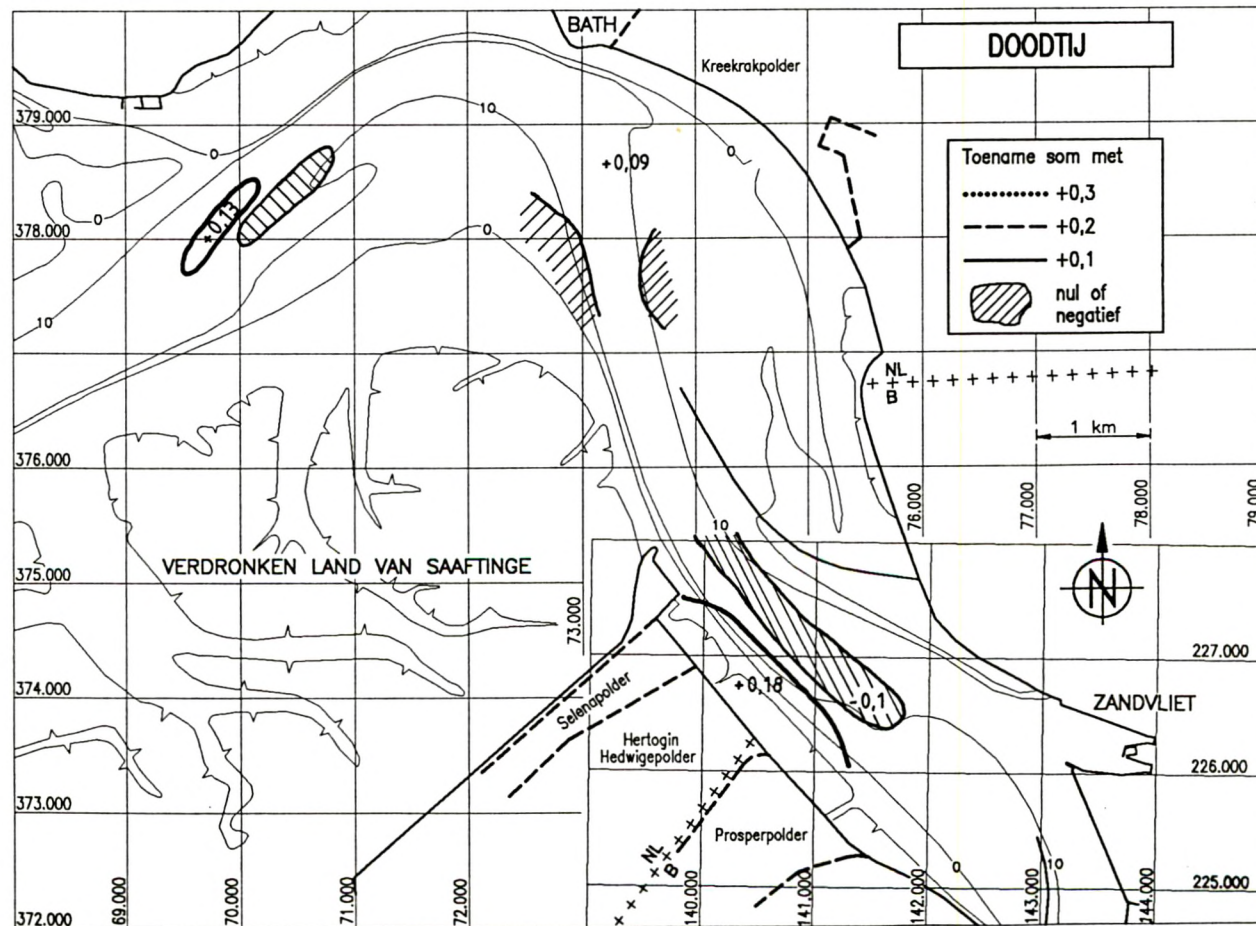 BATH
DOODTIJ
Kreekrakpolder
10
379.000
+0,09
0
0
Toename som met
+0,3
+0,2
+0,1
nul of
negatief
+0,13
0
378.000
0
10
NL
B
1 km
376.000
76.000
77.000
78.000
79.000
10
VERDRONKEN LAND VAN SAAFTINGE
375.000
73.000
N
227.000
374.000
Selenapolder
+0,18
-0,1
ZANDVLIET
Hertogin
Hedwigepolder
226.000
373.000
Prosperpolder
NL
B
0
10
225.000
372.000
69.000
70.000
71.000
72.000
140.000
141.000
142.000
143.000
144.000